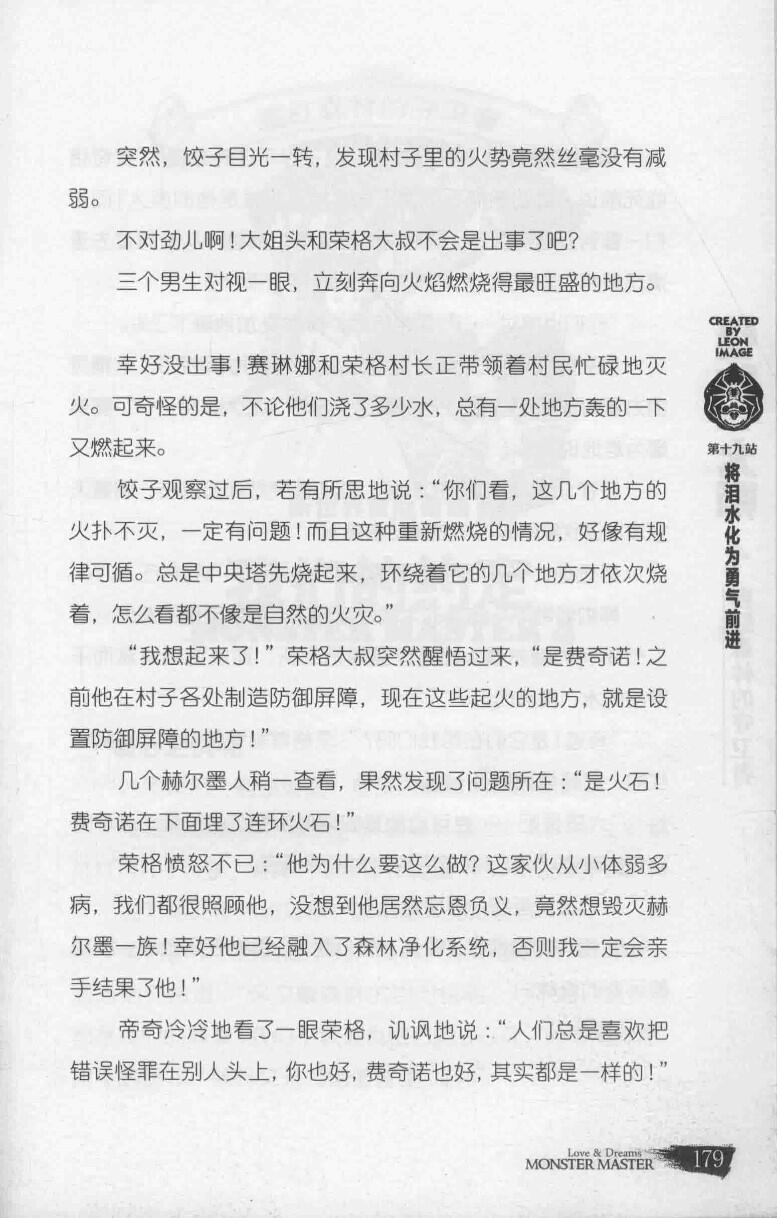 突然，饺子目光一转，发现村子里的火势竟然丝毫没有减
弱。
不对劲儿啊！大姐头和荣格大叔不会是出事了吧？
三个男生对视一眼，立刻奔向火焰燃烧得最旺盛的地方。
幸好没出事！赛琳娜和荣格村长正带领着村民忙碌地灭
火。可奇怪的是，不论他们浇了多少水，总有一处地方轰的一下
又燃起来。
饺子观察过后，若有所思地说：“你们看，这几个地方的
火扑不灭，一定有问题！而且这种重新燃烧的情况，好像有规
律可循。总是中央塔先烧起来，环绕着它的几个地方才依次烧
着，怎么看都不像是自然的火灾。”
“我想起来了！”荣格大叔突然醒悟过来，“是费奇诺！之
前他在村子各处制造防御屏障，现在这些起火的地方，就是设
置防御屏障的地方！”
几个赫尔墨人稍一查看，果然发现了问题所在：“是火石！
费奇诺在下面埋了连环火石！”
荣格愤怒不已：“他为什么要这么做？这家伙从小体弱多
病，我们都很照顾他，没想到他居然忘恩负义，竟然想毁灭赫
尔墨一族！幸好他已经融入了森林净化系统，否则我一定会亲
手结果了他！”
帝奇冷冷地看了一眼荣格，讥讽地说：“人们总是喜欢把
错误怪罪在别人头上，你也好，费奇诺也好，其实都是一样的！”
CREATED
BY
LEON
IMAGE
第十九站
将泪水化为勇气前进
Love & Dreams
MONSTER MASTER 179